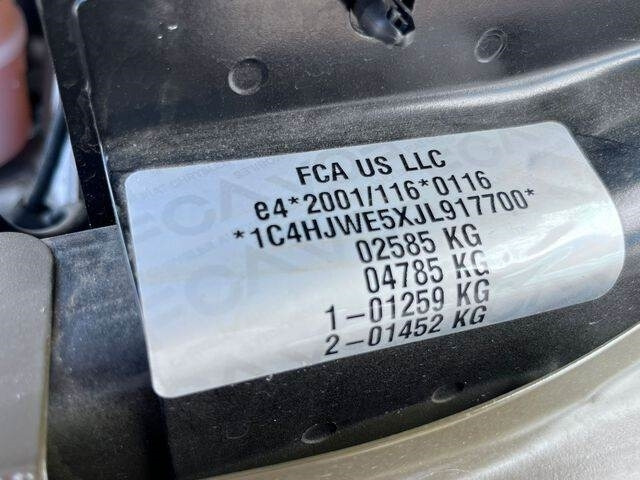 FCA US LLC
e4*2001/116*0116
*1C4HJWE5XJL917700*
02585 KG
04785 KG
1-01259 KG
2-01452 KG